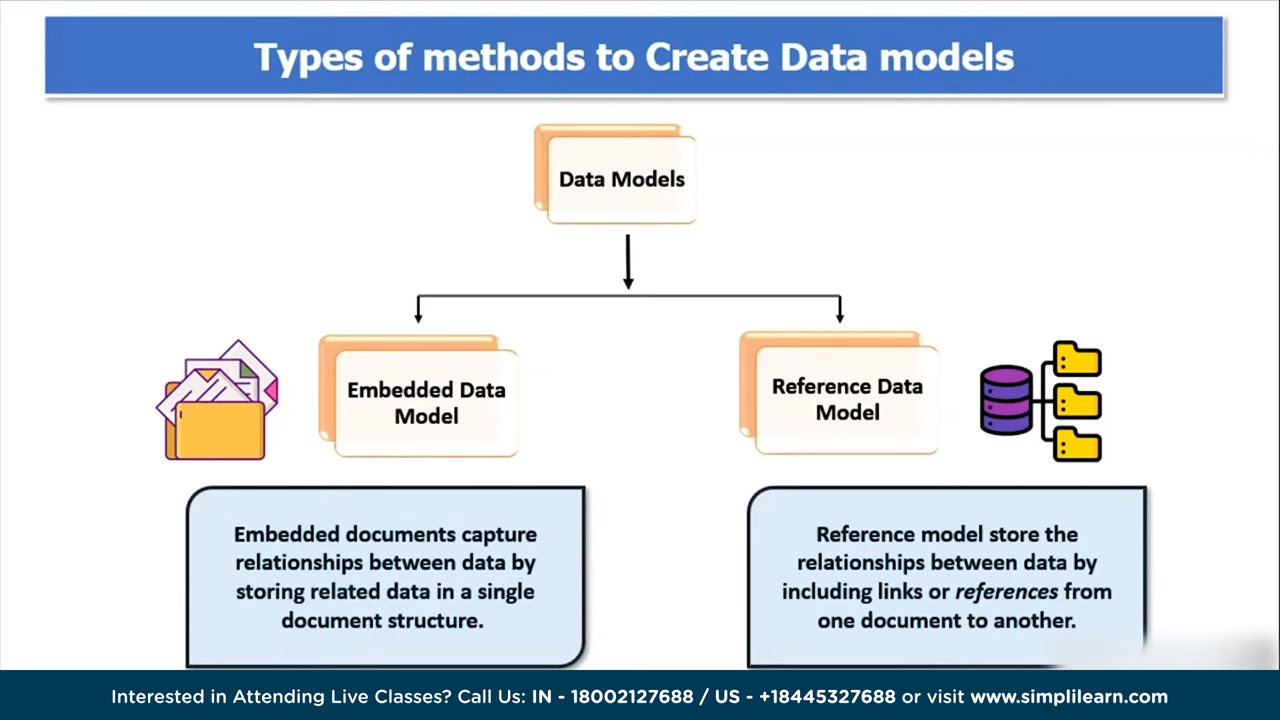 Types of methods to Create Data models
Data Models
Embedded Data
Model
Reference Data
Model
Embedded documents capture
relationships between data by
storing related data in a single
document structure.
Reference model store the
relationships between data by
including links or references from
one document to another.
Interested in Attending Live Classes? Call Us: IN - 18002127688 / US - +18445327688 or visit www.simplilearn.com